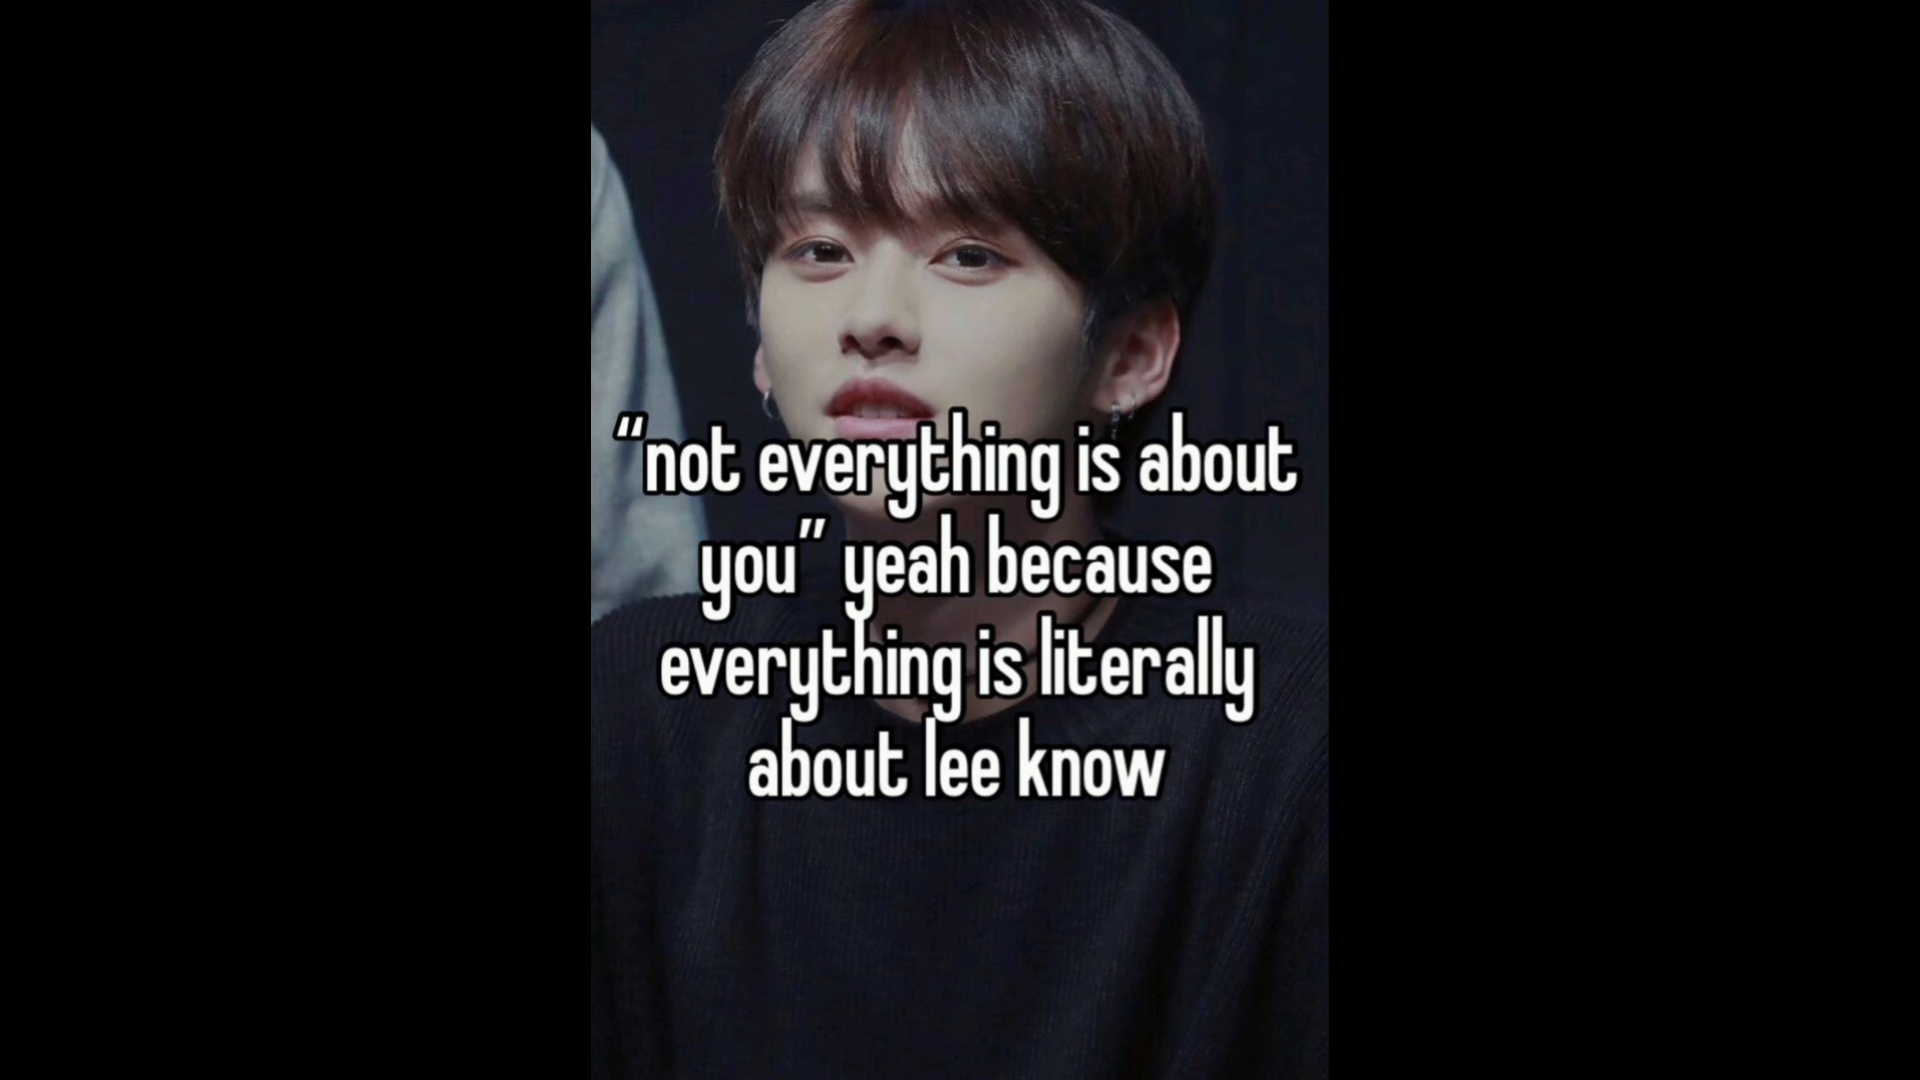 “not everything is about
you” yeah because
everything is literally
about lee know